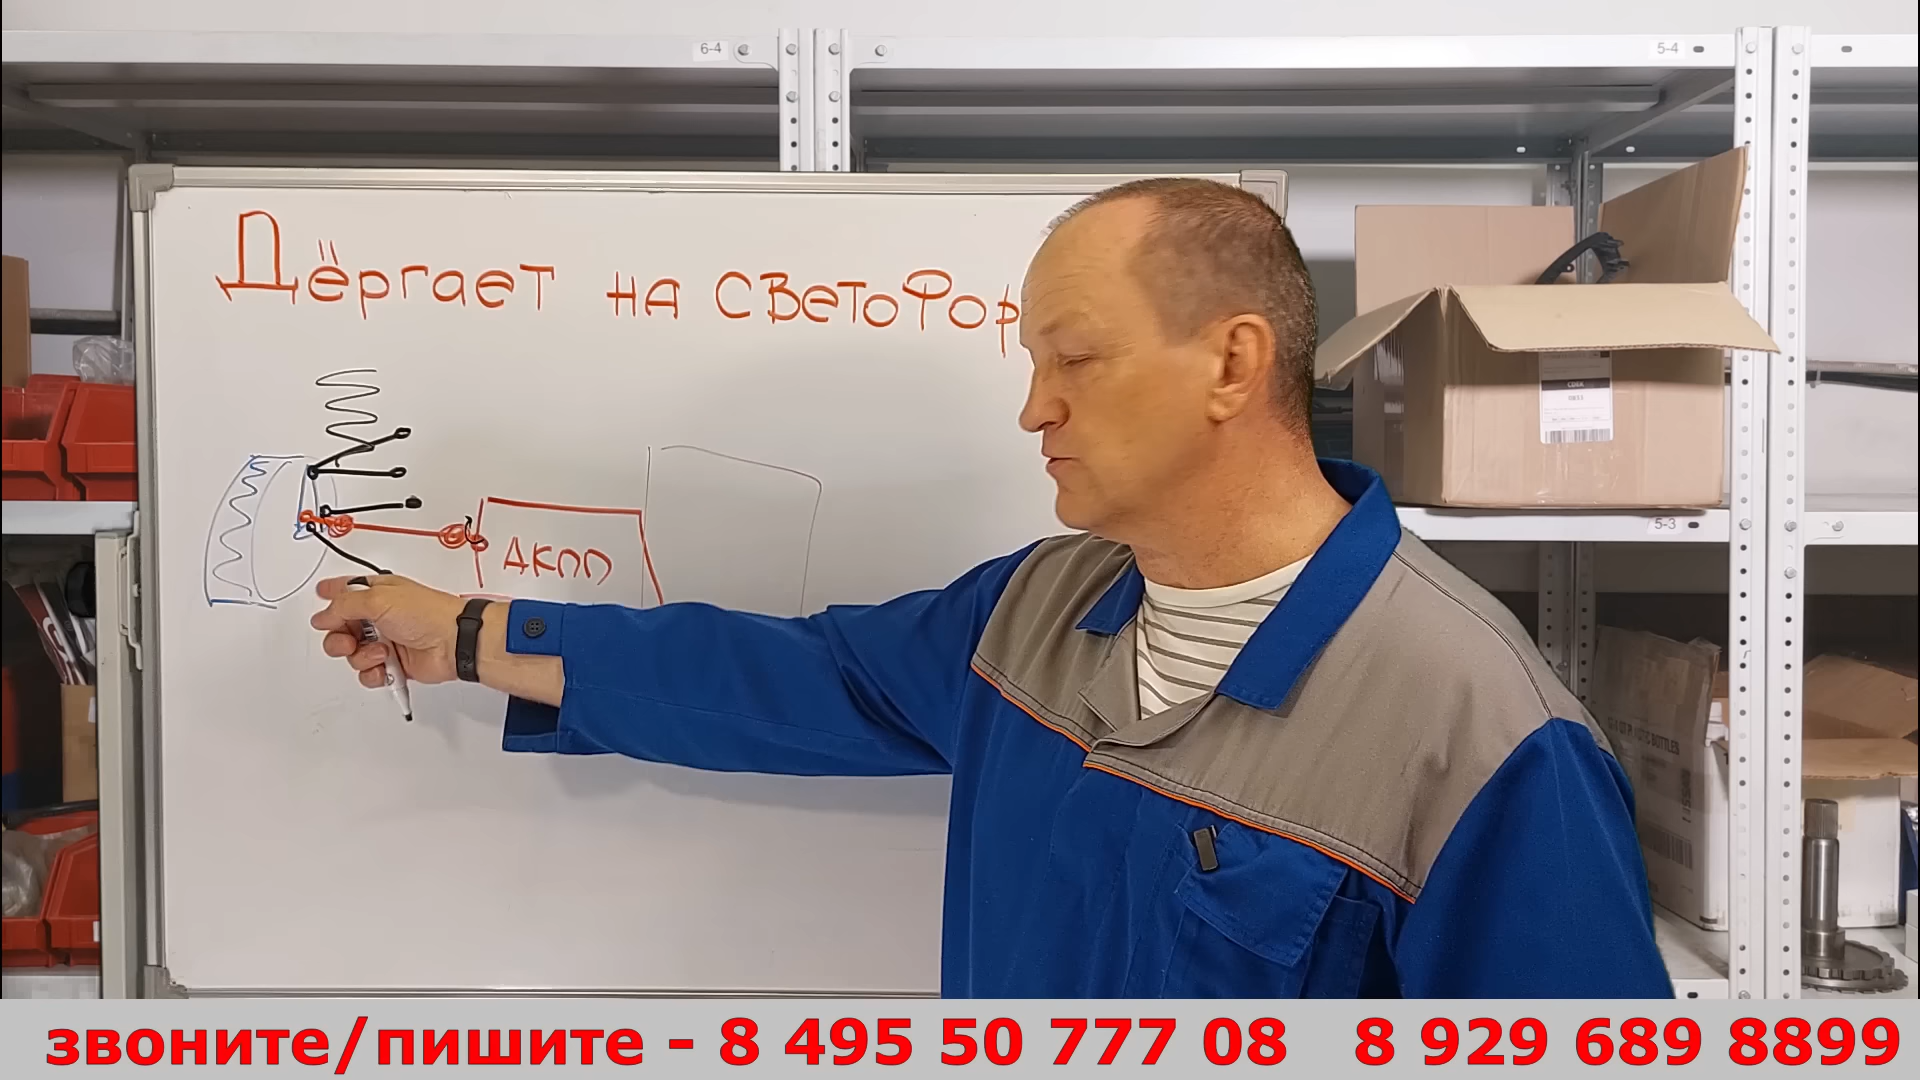 6-4
5-4
Дёргает на светофор
АКПП
5-3
звоните/пишите - 8 495 50 777 08 8 929 689 8899